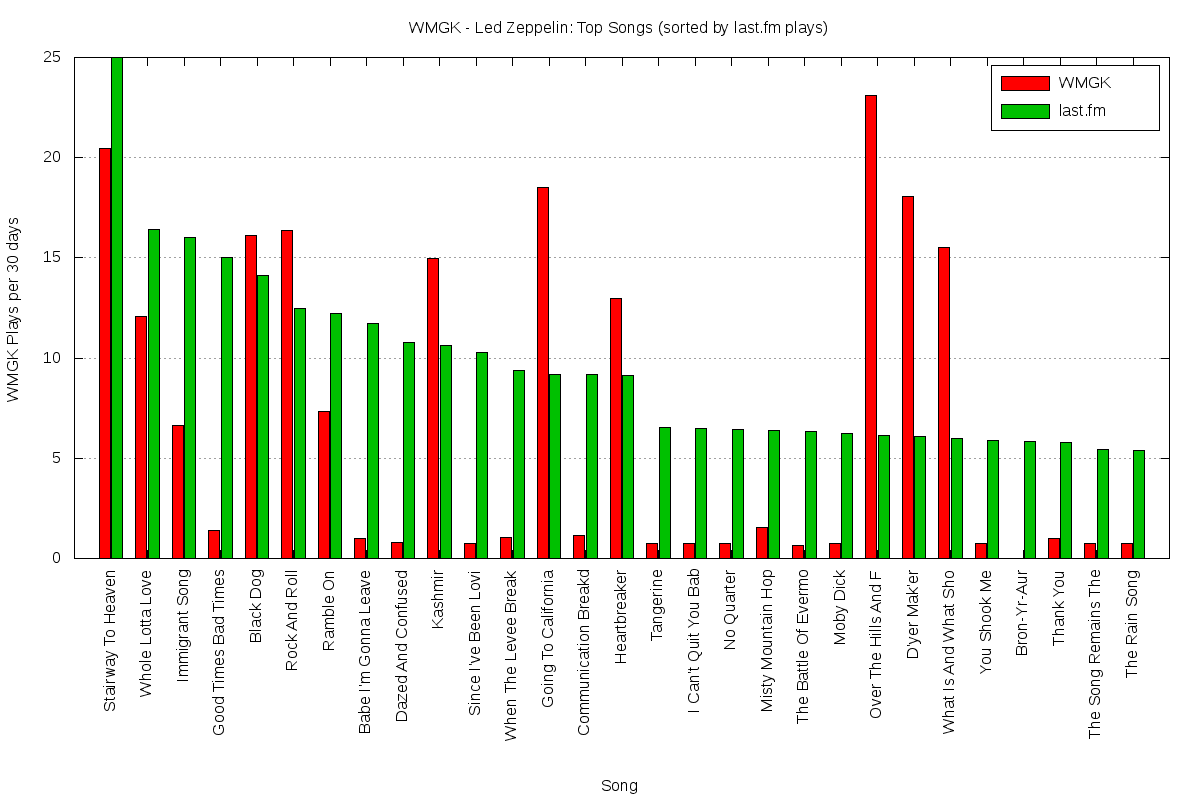 WMGK - Led Zeppelin: Top Songs (sorted by last.fm plays)
WMGK
last.fm
WMGK Plays per 30 days
25
20
15
10
5
0
Stairway To Heaven
Whole Lotta Love
Immigrant Song
Good Times Bad Times
Black Dog
Rock And Roll
Ramble On
Babe I'm Gonna Leave
Dazed And Confused
Kashmir
Since I've Been Lovi
When The Levee Break
Going To California
Communication Breakd
Heartbreaker
Tangerine
I Can't Quit You Bab
No Quarter
Misty Mountain Hop
The Battle Of Evermo
Moby Dick
Over The Hills And F
D'yer Mak'er
What Is And What Sho
You Shook Me
Bron-Yr-Aur
Thank You
The Song Remains The
The Rain Song
Song